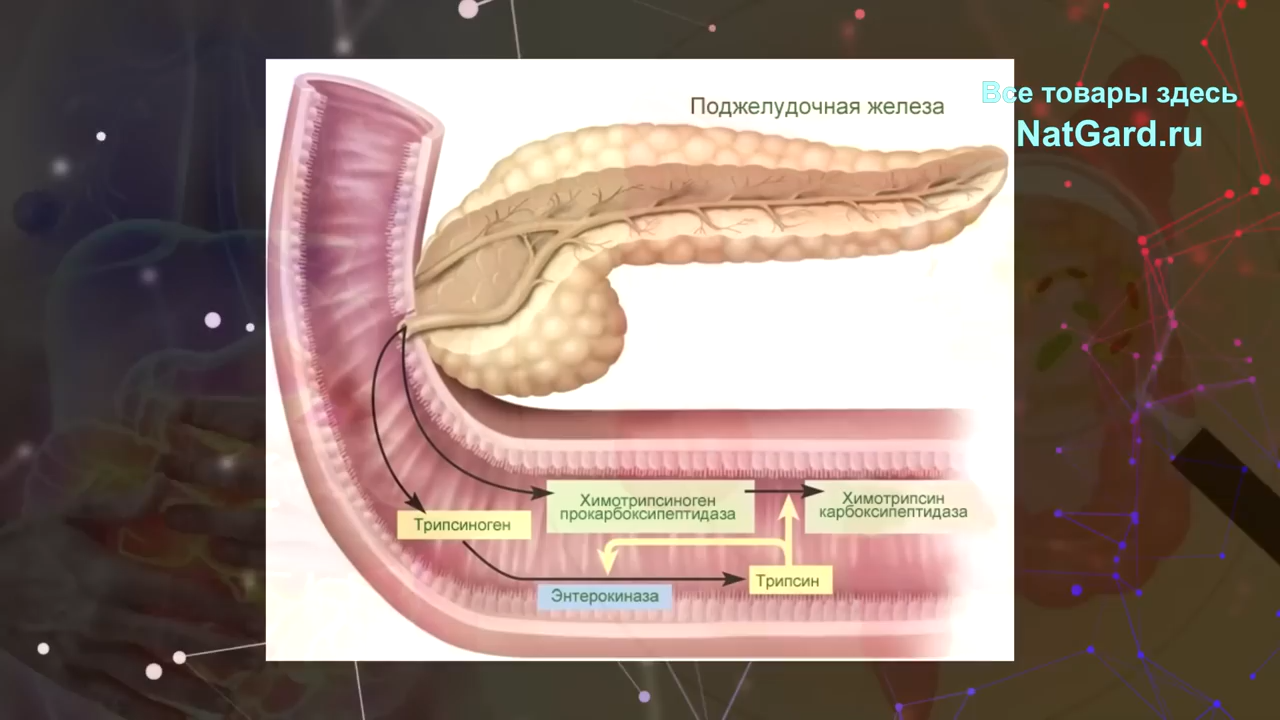 Поджелудочная железа
Все товары здесь
NatGard.ru
Химотрипсиноген
прокарбоксипептидаза
Химотрипсин
карбоксипептидаза
Трипсиноген
Трипсин
Энтерокиназа